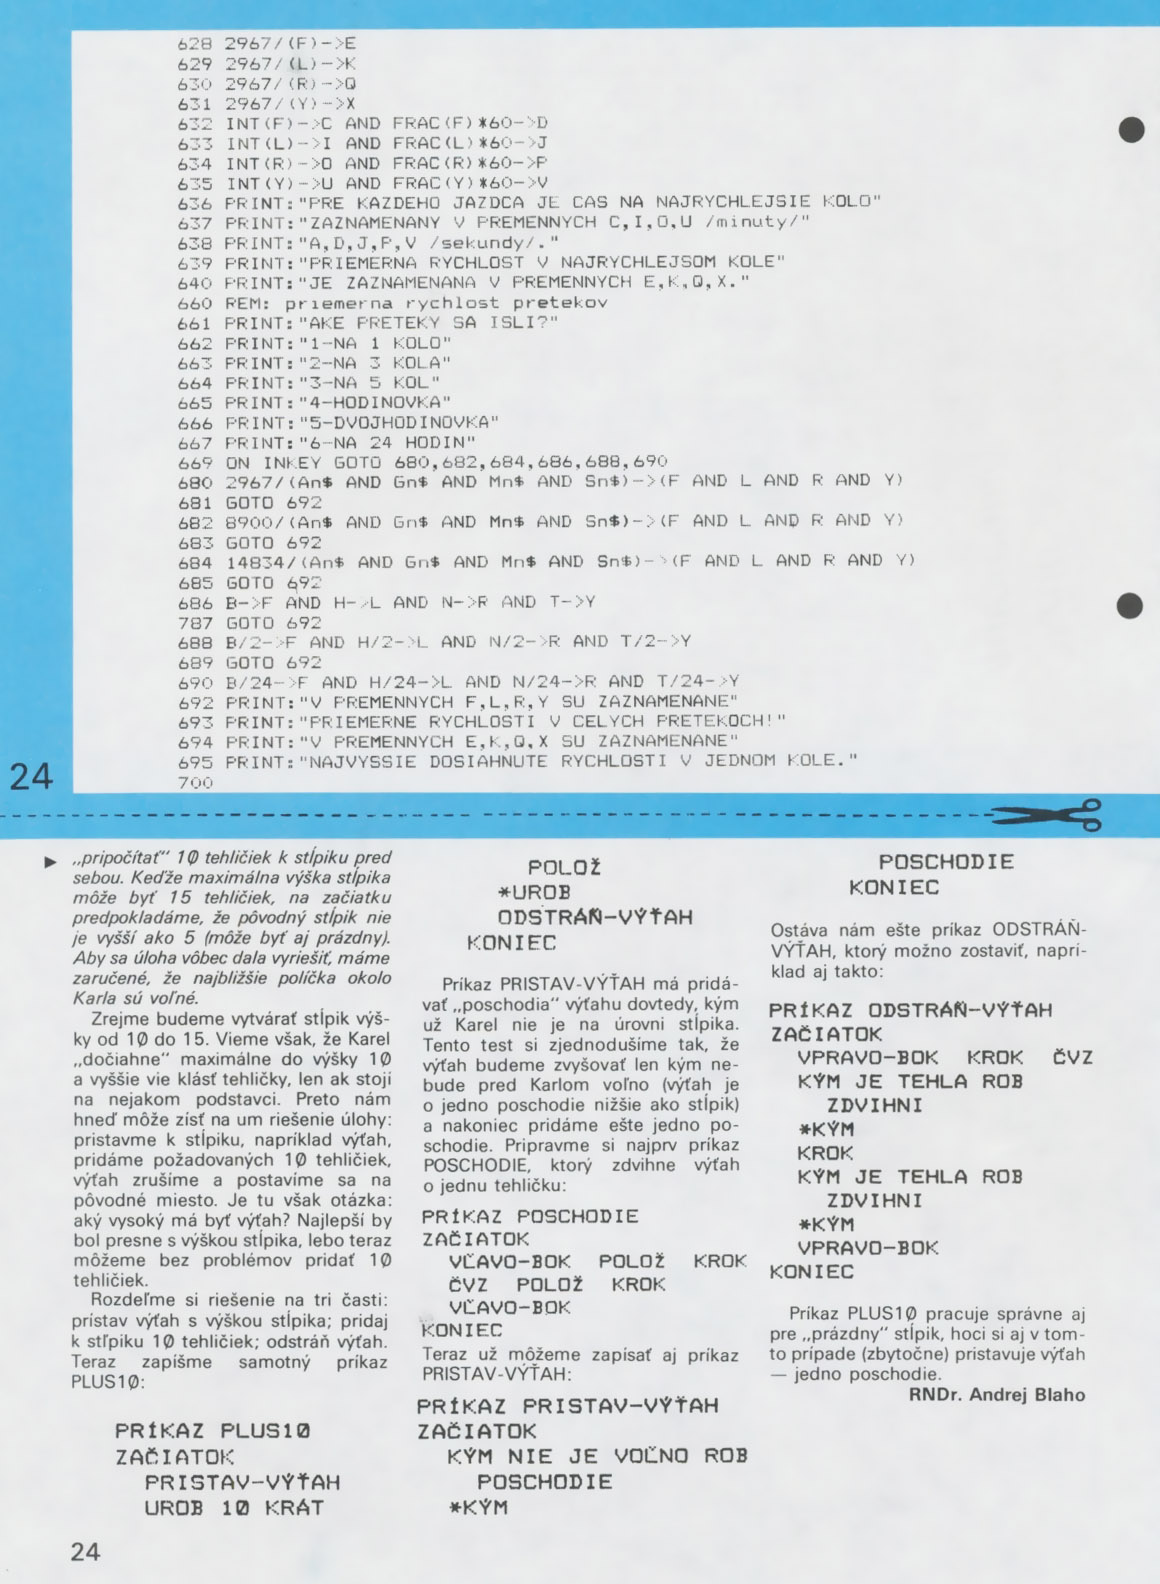 628 2967/(F)->E
629 2967/(L)->K
630 2967/(R)->Q
631 2967/(Y)->X
632 INT(F)->C AND FRAC(F)*60->D
633 INT(L)->I AND FRAC(L)*60->J
634 INT(R)->O AND FRAC(R)*60->P
635 INT(Y)->U AND FRAC(Y)*60->V
636 PRINT:"PRE KAZDEHO JAZDCA JE CAS NA NAJRYCHLEJSIE KOLO"
637 PRINT:"ZAZNAMENANY V PREMENNYCH C,I,O,U /minuty/"
638 PRINT:"A,D,J,P,V /sekundy/."
639 PRINT:"PRIEMERNA RYCHLOST V NAJRYCHLEJSOM KOLE"
640 PRINT:"JE ZAZNAMENANA V PREMENNYCH E,K,Q,X."
660 REM: priemerna rychlost pretekov
661 PRINT:"AKE PRETEKY SA ISLI?"
662 PRINT:"1-NA 1 KOLO"
663 PRINT:"2-NA 3 KOLA"
664 PRINT:"3-NA 5 KOL"
665 PRINT:"4-HODINOVKA"
666 PRINT:"5-DVOJHODINOVKA"
667 PRINT:"6-NA 24 HODIN"
669 ON INKEY GOTO 680,682,684,686,688,690
680 2967/(An$ AND Gn$ AND Mn$ AND Sn$)->(F AND L AND R AND Y)
681 GOTO 692
682 8900/(An$ AND Gn$ AND Mn$ AND Sn$)->(F AND L AND R AND Y)
683 GOTO 692
684 14834/(An$ AND Gn$ AND Mn$ AND Sn$)->(F AND L AND R AND Y)
685 GOTO 692
686 B->F AND H->L AND N->R AND T->Y
787 GOTO 692
688 B/2->F AND H/2->L AND N/2->R AND T/2->Y
689 GOTO 692
690 B/24->F AND H/24->L AND N/24->R AND T/24->Y
692 PRINT:"V PREMENNYCH F,L,R,Y SU ZAZNAMENANE"
693 PRINT:"PRIEMERNE RYCHLOSTI V CELYCH PRETEKOCH!"
694 PRINT:"V PREMENNYCH E,K,Q,X SU ZAZNAMENANE"
695 PRINT:"NAJVYSSIE DOSIAHNUTE RYCHLOSTI V JEDNOM KOLE."
700
24
„pripočítať" 10 tehličiek k stĺpiku pred
sebou. Keďže maximálna výška stĺpika
môže byť 15 tehličiek, na začiatku
predpokladáme, že pôvodný stĺpik nie
je vyšší ako 5 (môže byť aj prázdny).
Aby sa úloha vôbec dala vyriešiť, máme
zaručené, že najbližšie políčka okolo
Karla sú voľné.
Zrejme budeme vytvárať stĺpik výš-
ky od 10 do 15. Vieme však, že Karel
„dočiahne" maximálne do výšky 10
a vyššie vie klásť tehličky, len ak stojí
na nejakom podstavci. Preto nám
hneď môže zísť na um riešenie úlohy:
pristavme k stĺpiku, napríklad výťah,
pridáme požadovaných 10 tehličiek,
výťah zrušíme a postavíme sa na
pôvodné miesto. Je tu však otázka:
aký vysoký má byť výťah? Najlepší by
bol presne s výškou stĺpika, lebo teraz
môžeme bez problémov pridať 10
tehličiek.
Rozdeľme si riešenie na tri časti:
pristav výťah s výškou stĺpika; pridaj
k stľpiku 10 tehličiek; odstráň výťah.
Teraz zapíšme samotný príkaz
PLUS10:
PRÍKAZ PLUS10
ZAČIATOK
PRISTAV-VÝŤAH
UROB 10 KRÁT
POLOŽ
*UROB
ODSTRÁŇ-VÝŤAH
KONIEC
Príkaz PRISTAV-VÝŤAH má pridá-
vať „poschodia" výťahu dovtedy, kým
už Karel nie je na úrovni stĺpika.
Tento test si zjednodušíme tak, že
výťah budeme zvyšovať len kým ne-
bude pred Karlom voľno (výťah je
o jedno poschodie nižšie ako stĺpik)
a nakoniec pridáme ešte jedno po-
schodie. Pripravme si najprv príkaz
POSCHODIE, ktorý zdvihne výťah
o jednu tehličku:
PRÍKAZ POSCHODIE
ZAČIATOK
VĽAVO-BOK POLOŽ KROK
ČVZ POLOŽ KROK
VĽAVO-BOK
KONIEC
Teraz už môžeme zapísať aj príkaz
PRISTAV-VÝŤAH:
PRÍKAZ PRISTAV-VÝŤAH
ZAČIATOK
KÝM NIE JE VOĽNO ROB
POSCHODIE
*KÝM
POSCHODIE
KONIEC
Ostáva nám ešte príkaz ODSTRÁŇ-
VÝŤAH, ktorý možno zostaviť, naprí-
klad aj takto:
PRÍKAZ ODSTRÁŇ-VÝŤAH
ZAČIATOK
VPRAVO-BOK KROK ČVZ
KÝM JE TEHLA ROB
ZDVIHNI
*KÝM
KROK
KÝM JE TEHLA ROB
ZDVIHNI
*KÝM
VPRAVO-BOK
KONIEC
Príkaz PLUS10 pracuje správne aj
pre „prázdny" stĺpik, hoci si aj v tom-
to prípade (zbytočne) pristavuje výťah
— jedno poschodie.
RNDr. Andrej Blaho
24